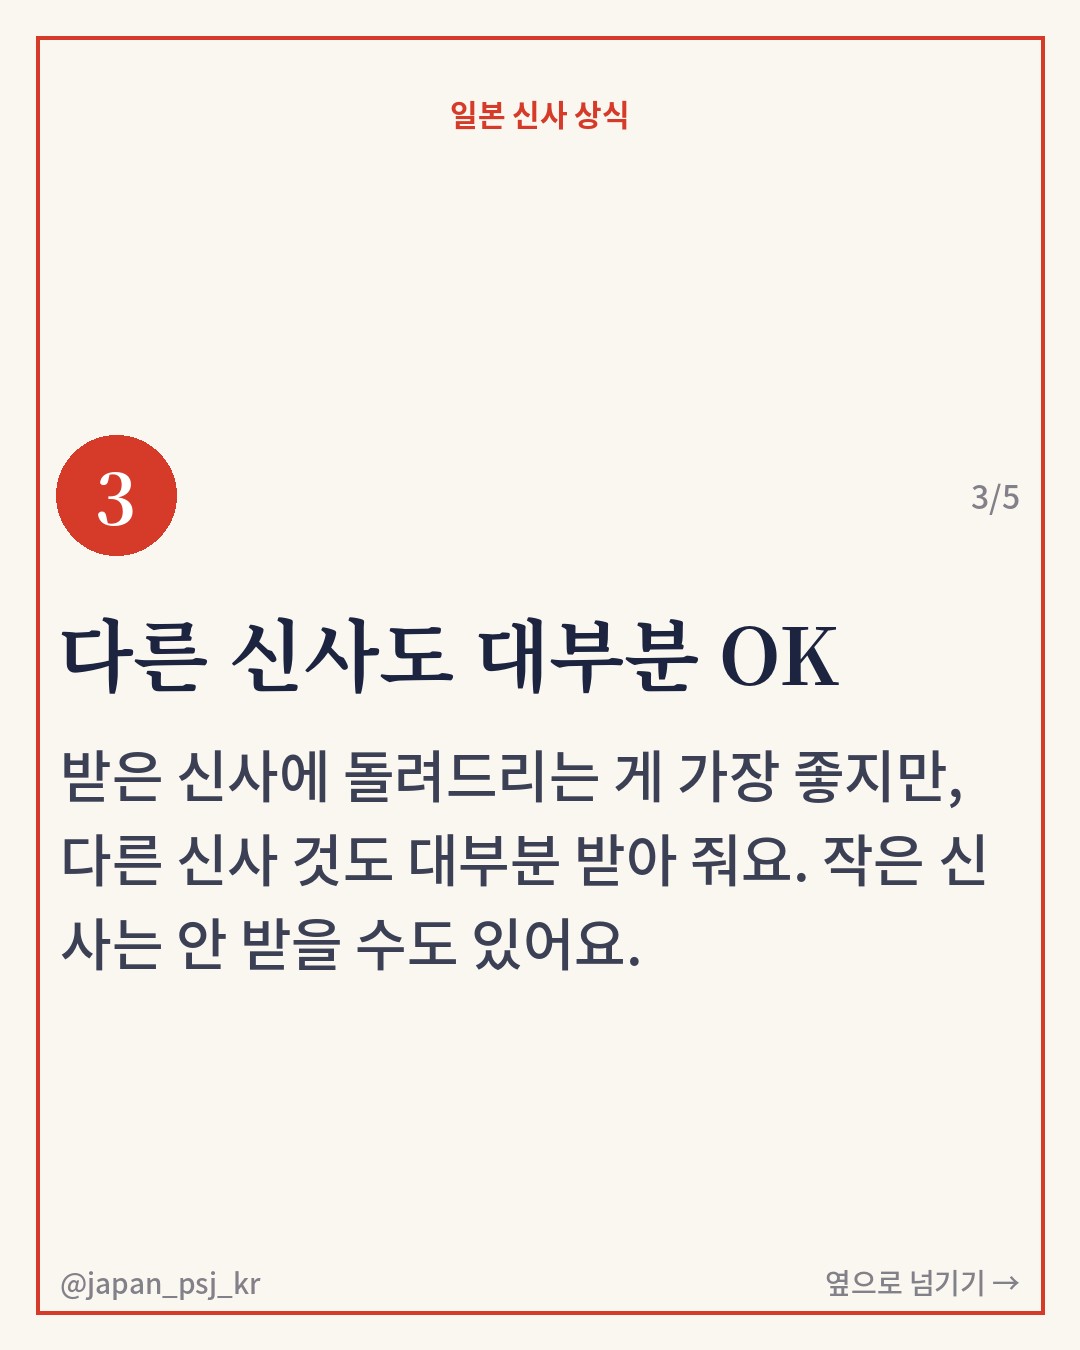 일본 신사 상식
3
3/5
다른 신사도 대부분 OK
받은 신사에 돌려드리는 게 가장 좋지만,
다른 신사 것도 대부분 받아 줘요. 작은 신
사는 안 받을 수도 있어요.
@japan_psj_kr
옆으로 넘기기 →